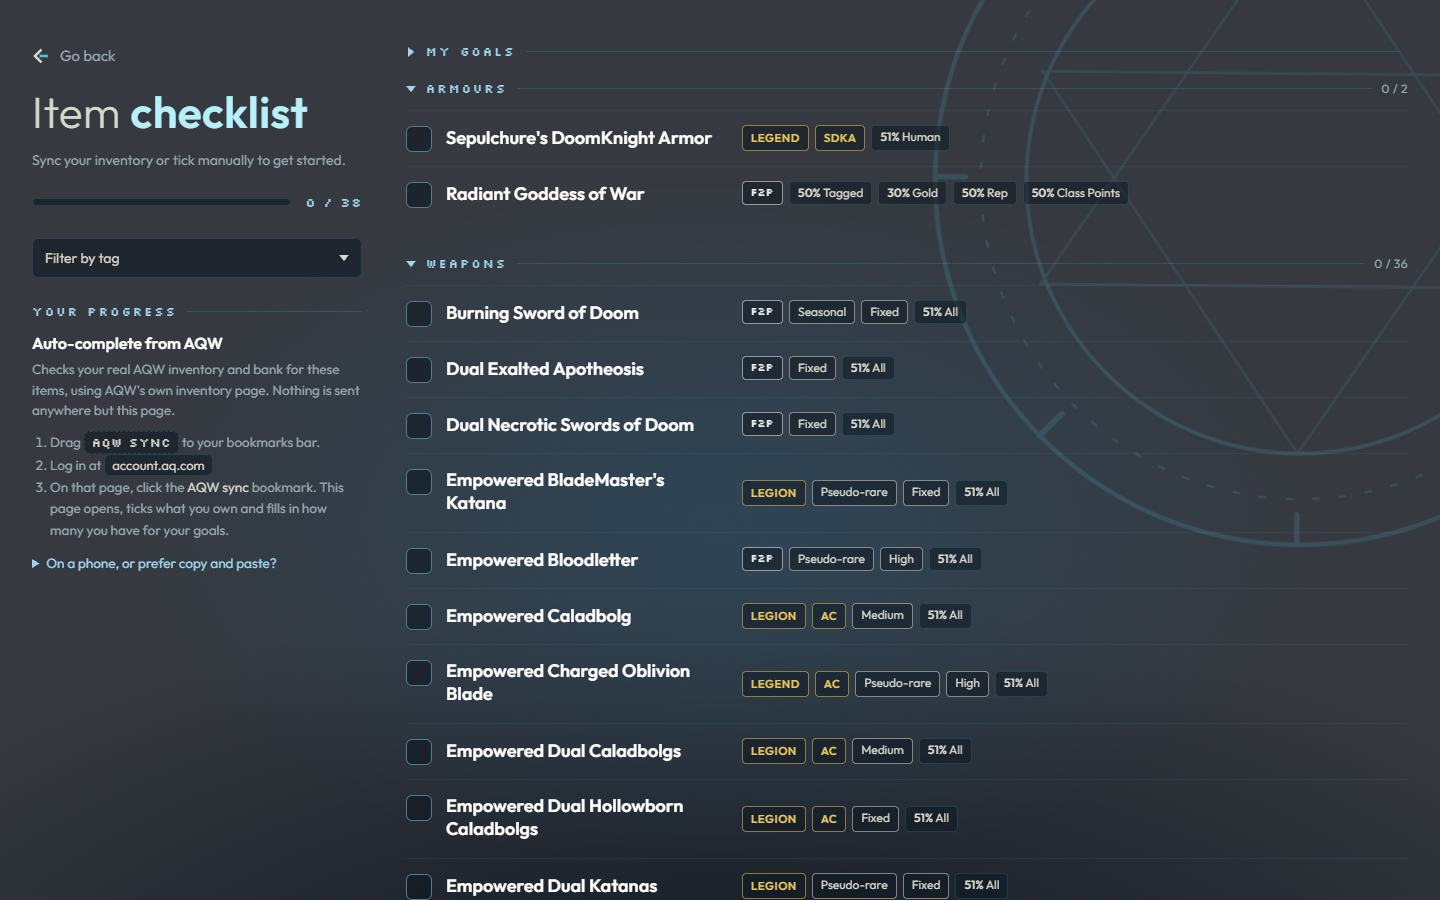 Go back
Item checklist
Sync your inventory or tick manually to get started.
0 / 38
Filter by tag
YOUR PROGRESS
Auto-complete from AQW
Checks your real AQW inventory and bank for these
items, using AQW's own inventory page. Nothing is sent
anywhere but this page.
1. Drag AQW SYNC to your bookmarks bar.
2. Log in at account.aq.com
3. On that page, click the AQW sync bookmark. This
page opens, ticks what you own and fills in how
many you have for your goals.
On a phone, or prefer copy and paste?
MY GOALS
ARMOURS 0 / 2
Sepulchure's DoomKnight Armor LEGEND SDKA 51% Human
Radiant Goddess of War F2P 50% Tagged 30% Gold 50% Rep 50% Class Points
WEAPONS 0 / 36
Burning Sword of Doom F2P Seasonal Fixed 51% All
Dual Exalted Apotheosis F2P Fixed 51% All
Dual Necrotic Swords of Doom F2P Fixed 51% All
Empowered BladeMaster's
Katana LEGION Pseudo-rare Fixed 51% All
Empowered Bloodletter F2P Pseudo-rare High 51% All
Empowered Caladbolg LEGION AC Medium 51% All
Empowered Charged Oblivion
Blade LEGEND AC Pseudo-rare High 51% All
Empowered Dual Caladbolgs LEGION AC Medium 51% All
Empowered Dual Hollowborn
Caladbolgs LEGION AC Fixed 51% All
Empowered Dual Katanas LEGION Pseudo-rare Fixed 51% All